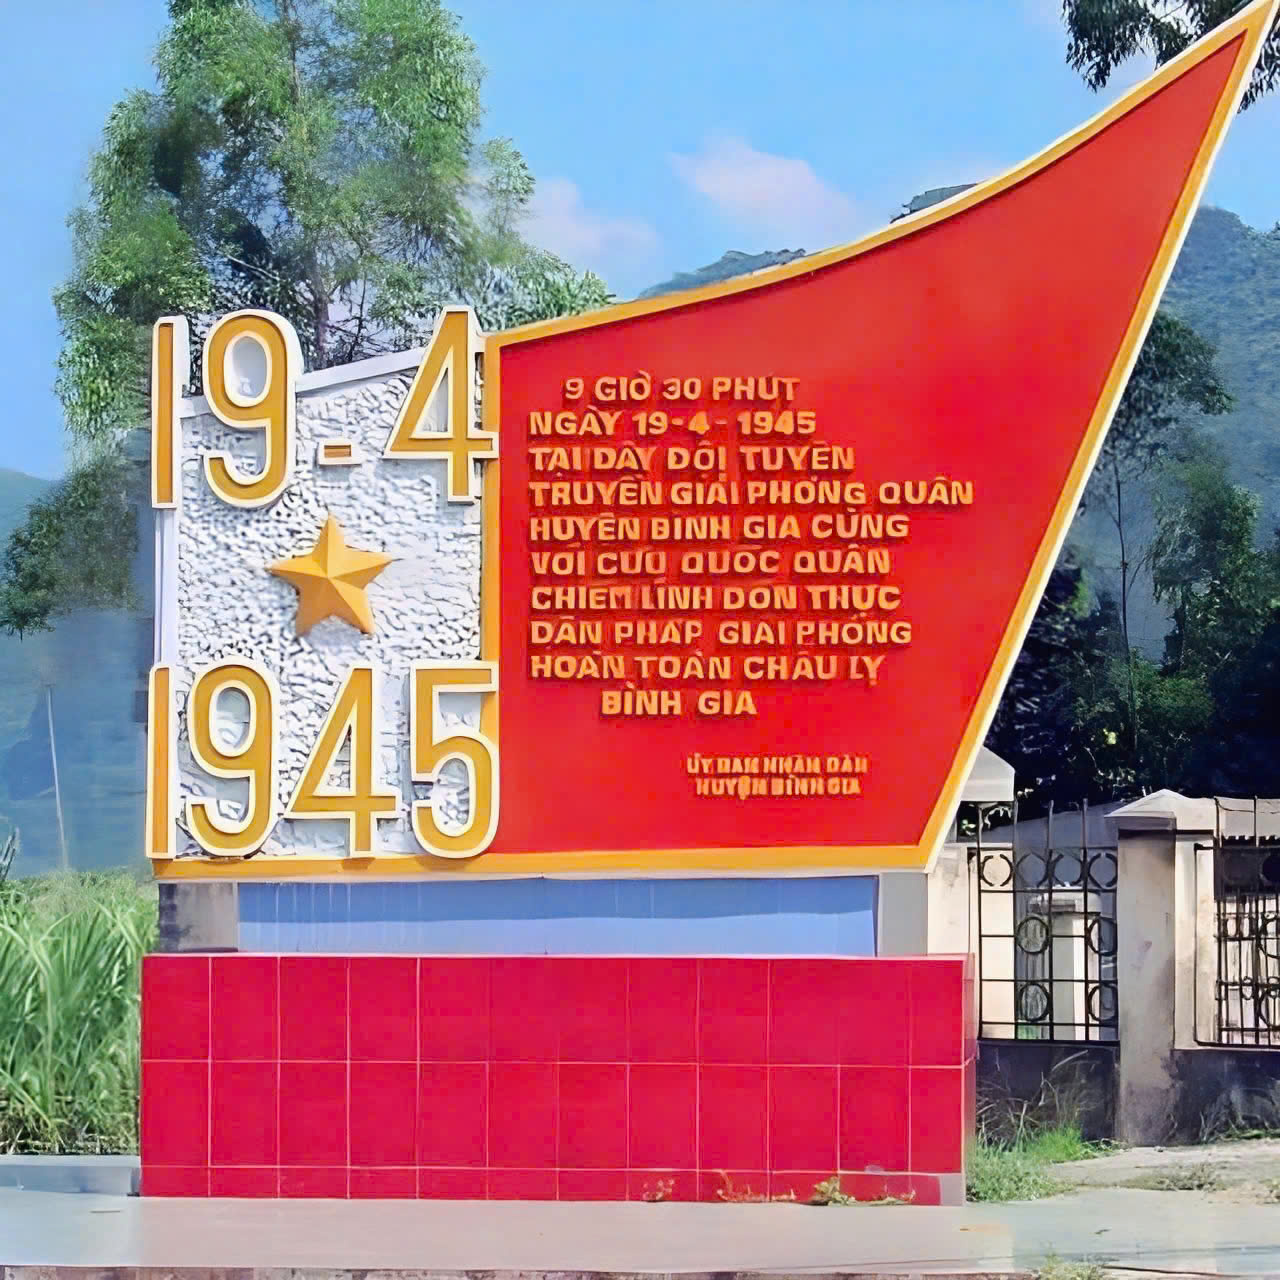 19-4
1945
9 GIỜ 30 PHÚT
NGÀY 19-4-1945
TẠI DÂY ĐỘI TUYÊN
TRUYỀN GIẢI PHÓNG QUÂN
HUYỆN BÌNH GIA CÙNG
VỚI CỨU QUỐC QUÂN
CHIẾM LĨNH ĐỒN THỰC
DÂN PHÁP GIẢI PHÓNG
HOÀN TOÀN CHÂU LỴ
BÌNH GIA
ỦY BAN NHÂN DÂN
HUYỆN BÌNH GIA